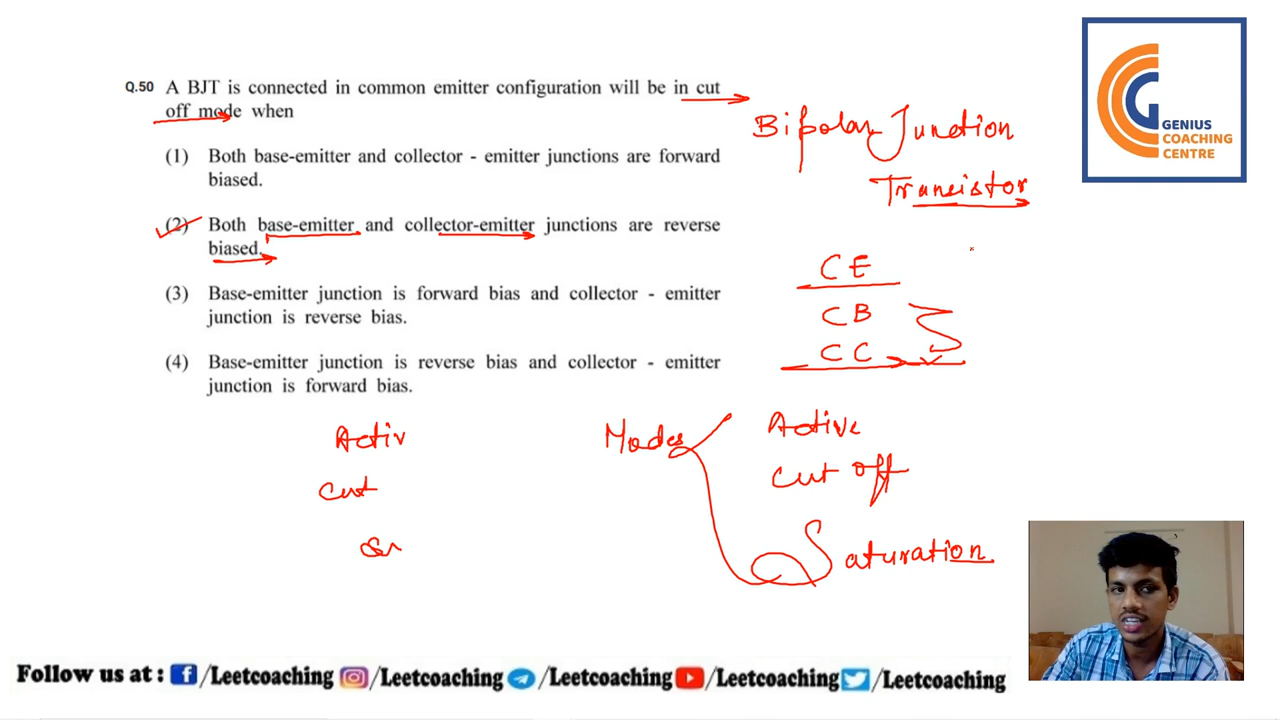 Q.50 A BJT is connected in common emitter configuration will be in cut
off mode when
(1) Both base-emitter and collector - emitter junctions are forward
biased.
(2) Both base-emitter and collector-emitter junctions are reverse
biased.
(3) Base-emitter junction is forward bias and collector - emitter
junction is reverse bias.
(4) Base-emitter junction is reverse bias and collector - emitter
junction is forward bias.
Bipolar Junction
Transistor
CE
CB
CC
Activ
Cut
Modes
Active
Cut off
Saturation
GENIUS
COACHING
CENTRE
Follow us at : /Leetcoaching /Leetcoaching /Leetcoaching /Leetcoaching /Leetcoaching